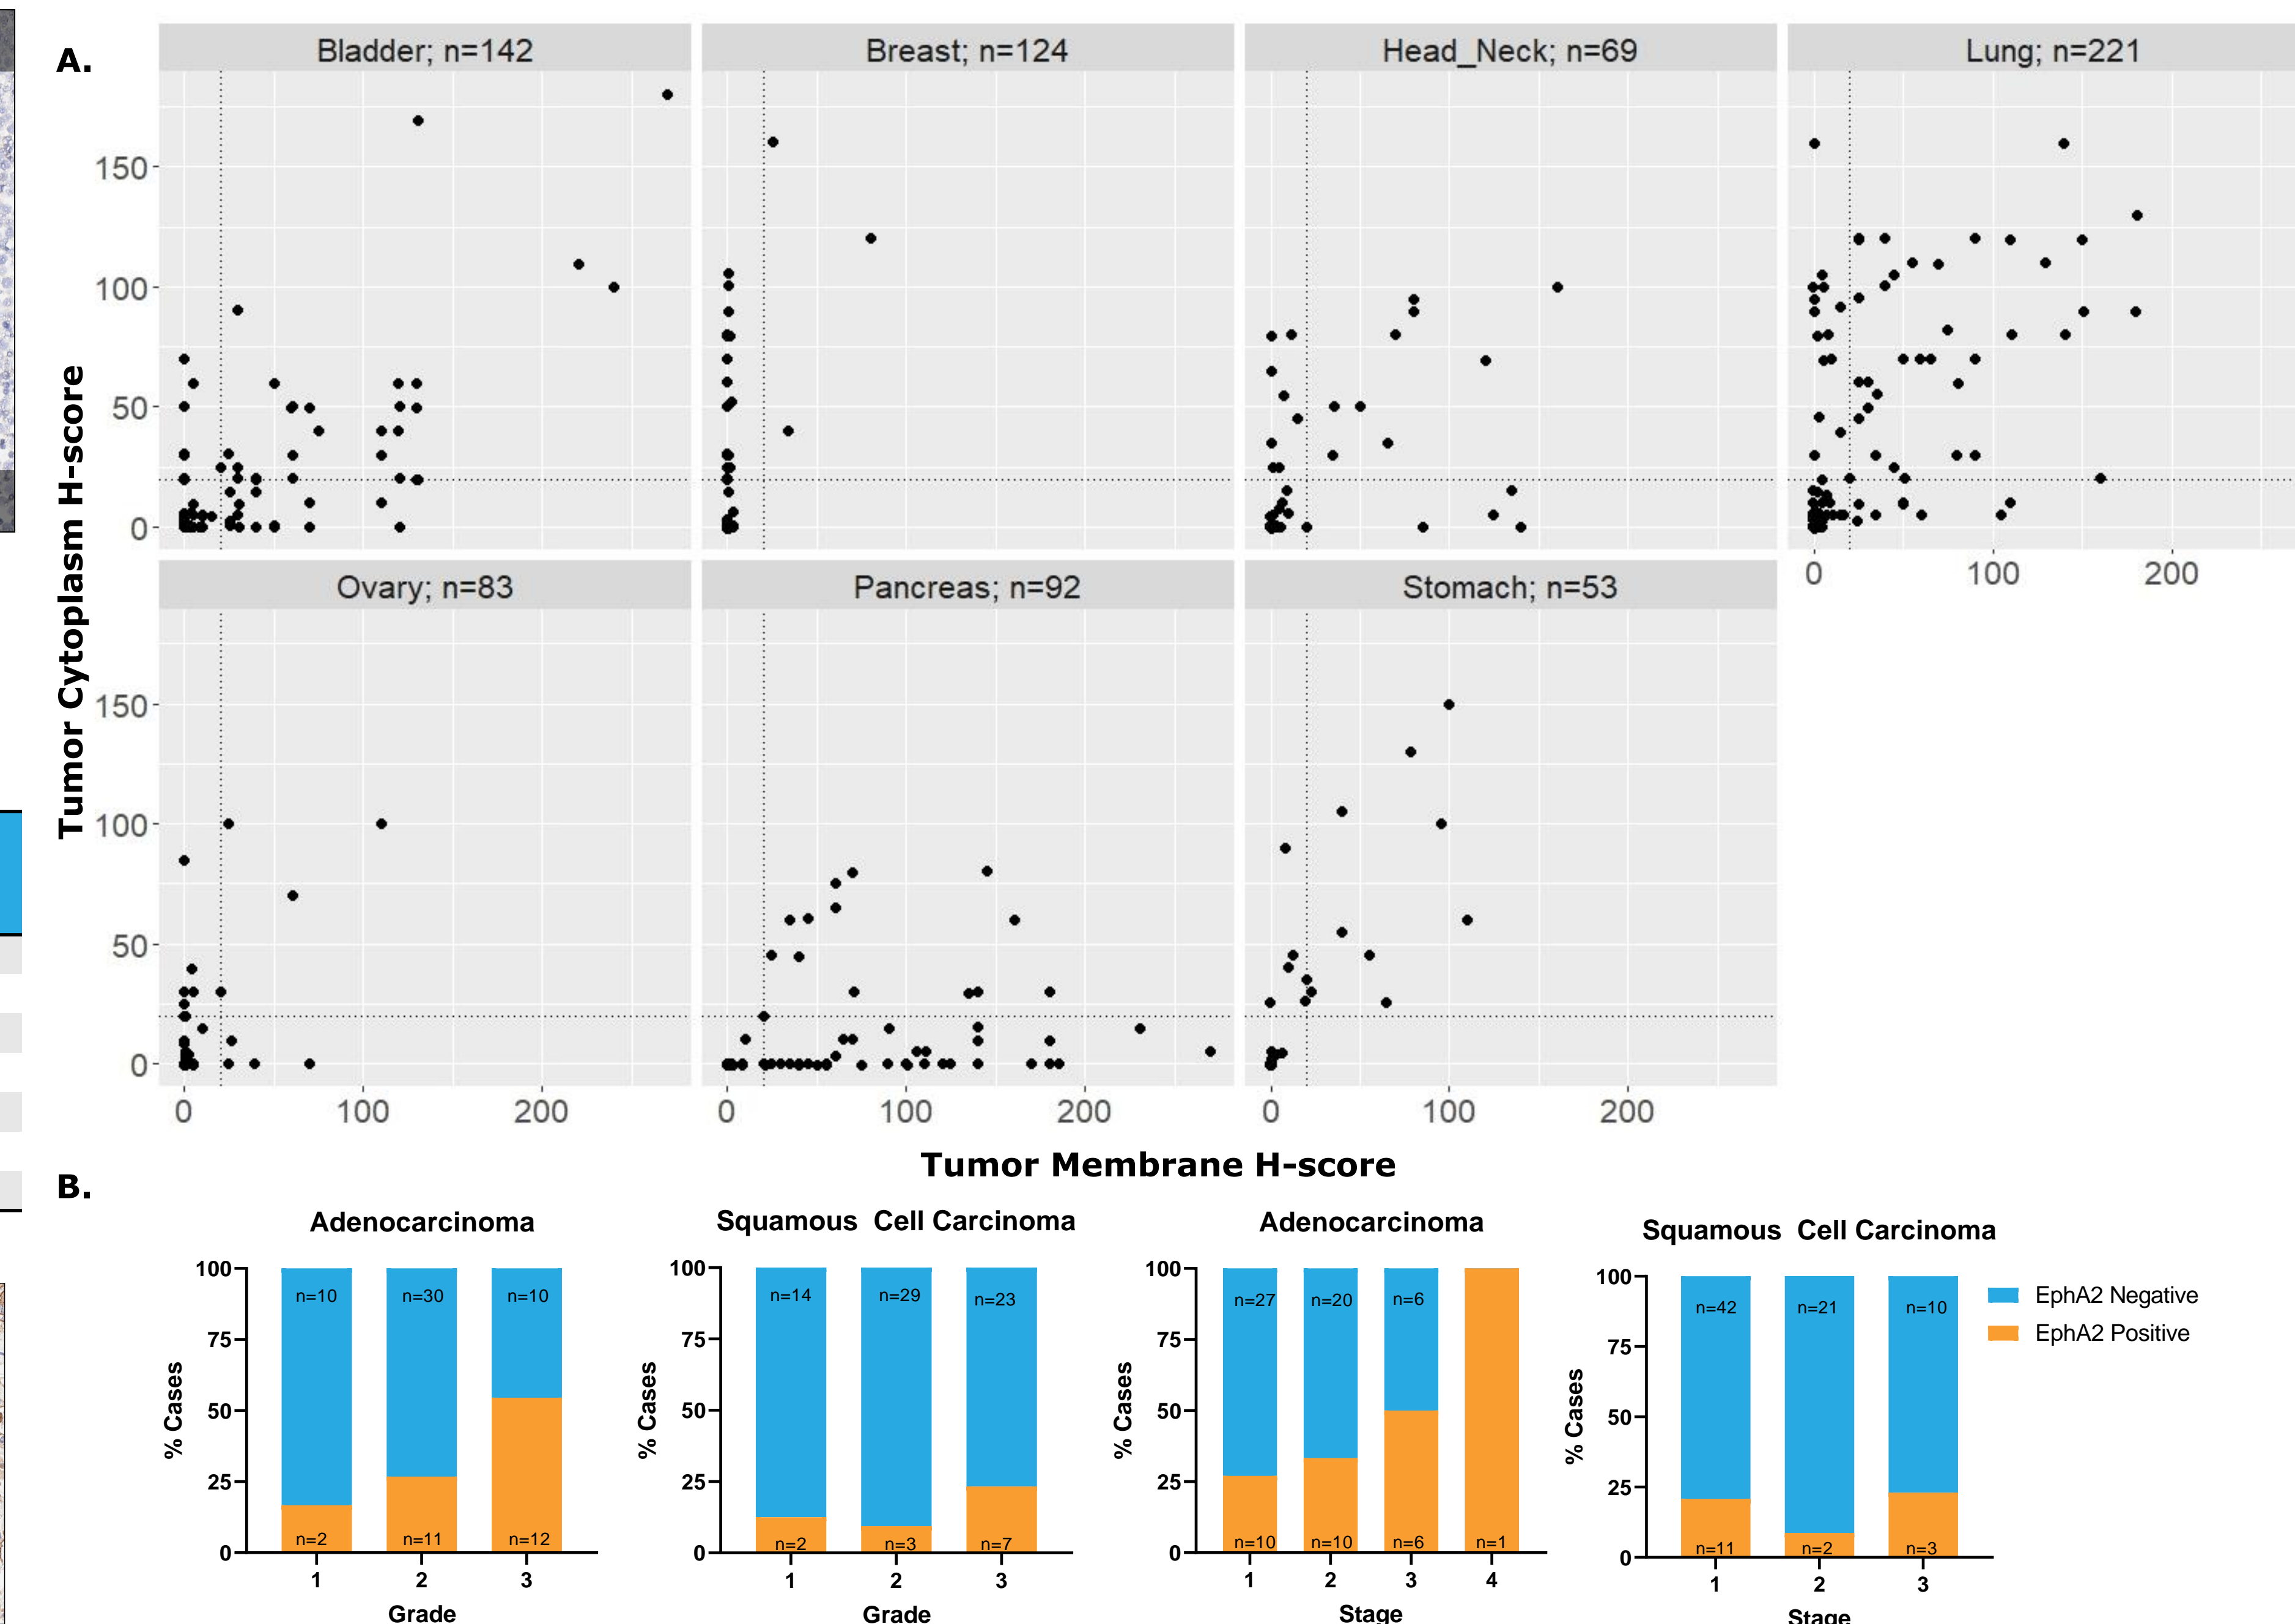 A.
Bladder; n=142
Breast; n=124
Head_Neck; n=69
Lung; n=221
150
100
50
0
0 100 200
Tumor Cytoplasm H-score
Ovary; n=83
Pancreas; n=92
Stomach; n=53
150
100
50
0
0 100 200
0 100 200
0 100 200
Tumor Membrane H-score
B.
Adenocarcinoma
100
75
50
25
0
% Cases
n=10 n=30 n=10
n=2 n=11 n=12
1 2 3
Grade
Squamous Cell Carcinoma
100
75
50
25
0
% Cases
n=14 n=29 n=23
n=2 n=3 n=7
1 2 3
Grade
Adenocarcinoma
100
75
50
25
0
% Cases
n=27 n=20 n=6
n=10 n=10 n=6 n=1
1 2 3 4
Stage
Squamous Cell Carcinoma
100
75
50
25
0
% Cases
n=42 n=21 n=10
n=11 n=2 n=3
1 2 3
Stage
EphA2 Negative
EphA2 Positive